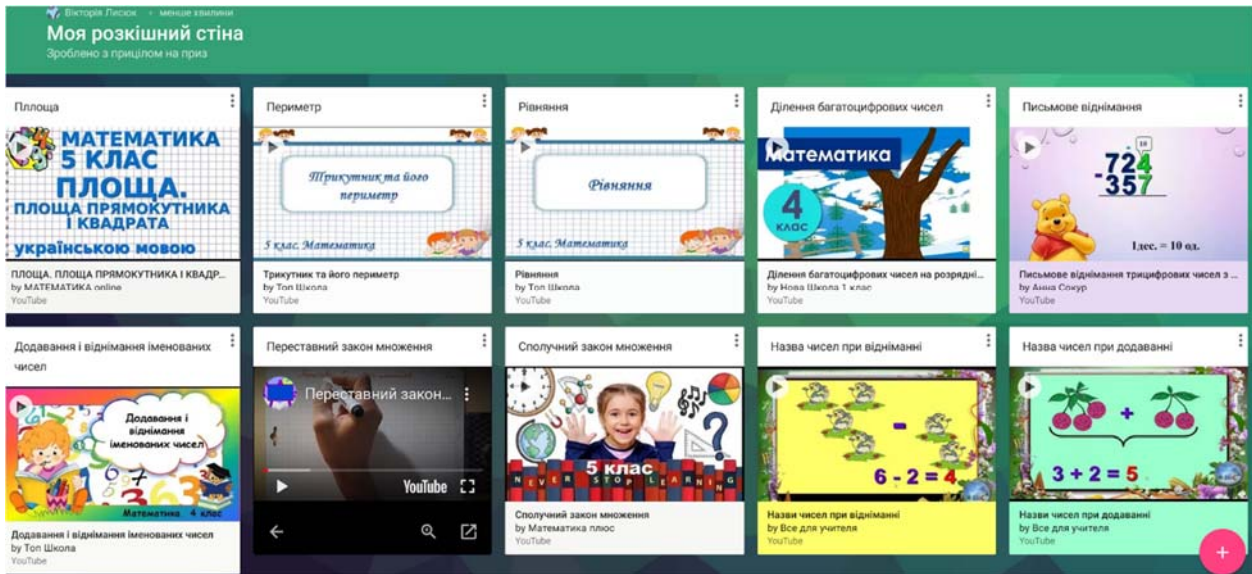 Вікторія Лисюк • менше хвилини
Моя розкішний стіна
Зроблено з прицілом на приз
Плпоща
МАТЕМАТИКА
5 КЛАС
ПЛОЩА.
ПЛОЩА ПРЯМОКУТНИКА
І КВАДРАТА
українською мовою
ПЛОЩА. ПЛОЩА ПРЯМОКУТНИКА І КВАДР...
by МАТЕМАТИКА online
YouTube
Периметр
Трикутник та його
периметр
5 клас. Математика
Трикутник та його периметр
by Топ Школа
YouTube
Рівняння
Рівняння
5 клас. Математика
Рівняння
by Топ Школа
YouTube
Ділення багатоцифрових чисел
Математика
4
клас
Ділення багатоцифрових чисел на розрядні...
by Нова Школа 1 клас
YouTube
Письмове віднімання
10
724
-357
1дес. = 10 од.
Письмове віднімання трицифрових чисел з ...
by Анна Сокур
YouTube
Додавання і віднімання іменованих
чисел
Додавання і
віднімання
іменованих чисел
Математика 4 клас
Додавання і віднімання іменованих чисел
by Топ Школа
YouTube
Переставний закон множення
Переставний закон...
YouTube
Сполучний закон множення
5 клас
NEVER STOP LEARNING
Сполучний закон множення
by Математика плюс
YouTube
Назва чисел при відніманні
-
6 - 2 = 4
Назви чисел при відніманні
by Все для учителя
YouTube
Назва чисел при додаванні
+
3 + 2 = 5
Назви чисел при додаванні
by Все для учителя
YouTube
+